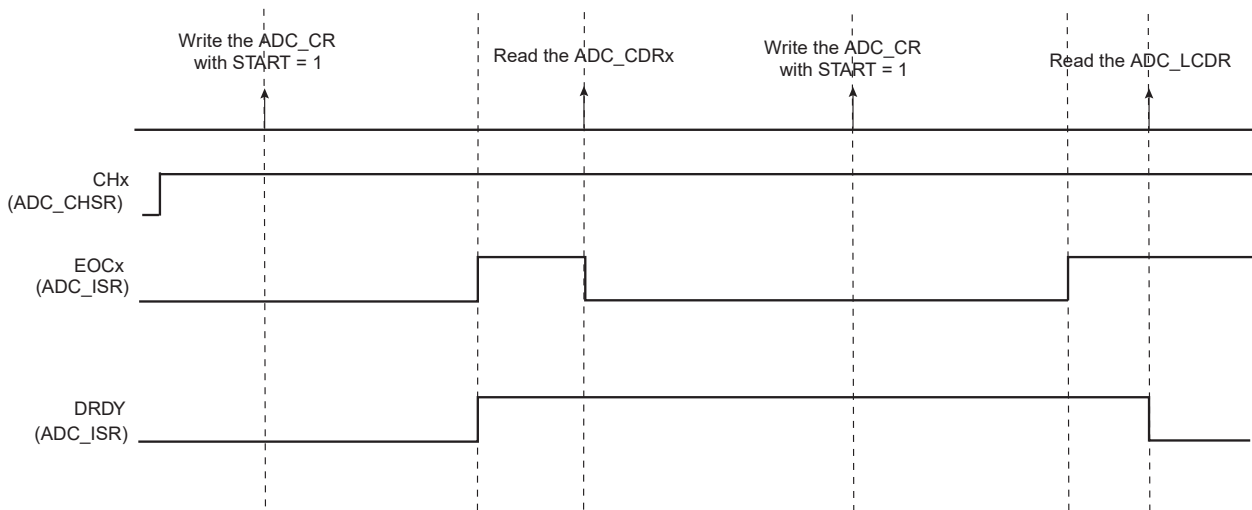 Write the ADC_CR
with START = 1
Read the ADC_CDRx
Write the ADC_CR
with START = 1
Read the ADC_LCDR
CHx
(ADC_CHSR)
EOCx
(ADC_ISR)
DRDY
(ADC_ISR)